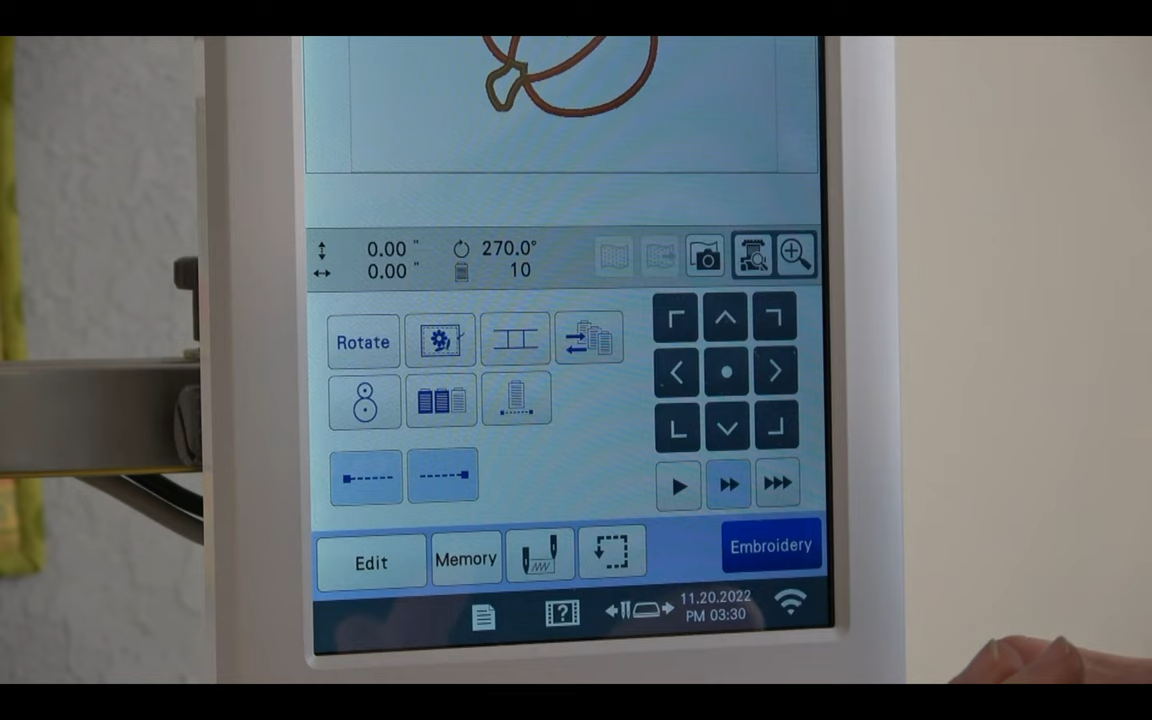 0.00 " 270.0°
0.00 " 10
Rotate
Edit Memory Embroidery
?
11.20.2022
PM 03:30